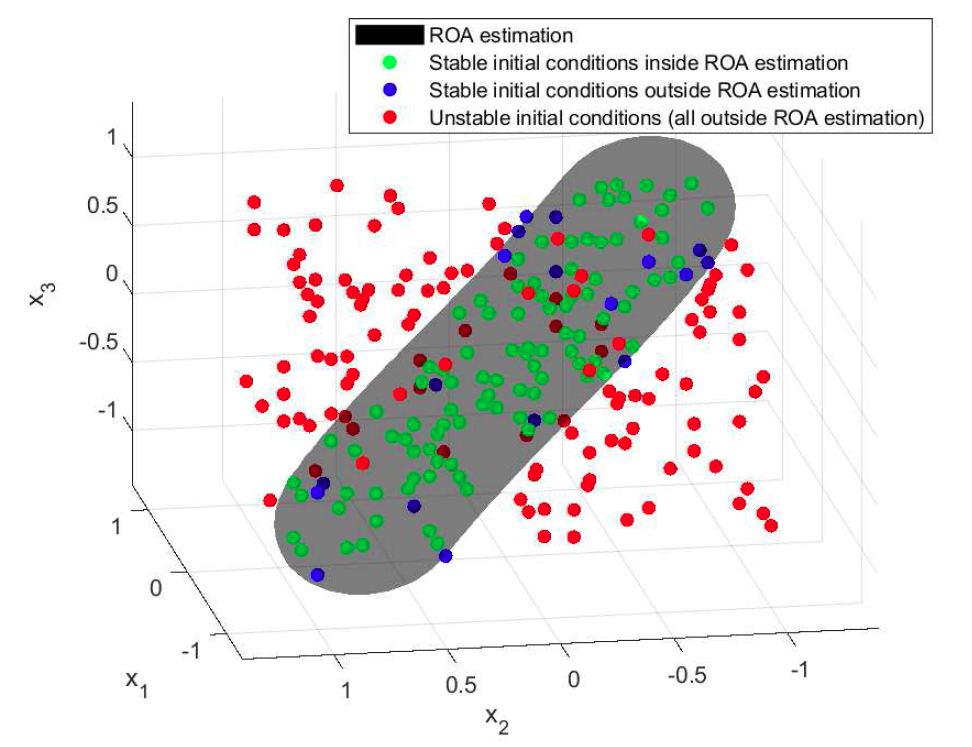 ROA estimation
Stable initial conditions inside ROA estimation
Stable initial conditions outside ROA estimation
Unstable initial conditions (all outside ROA estimation)
1
0.5
0
-0.5
-1
x3
1
0
-1
x1
1
0.5
0
-0.5
-1
x2